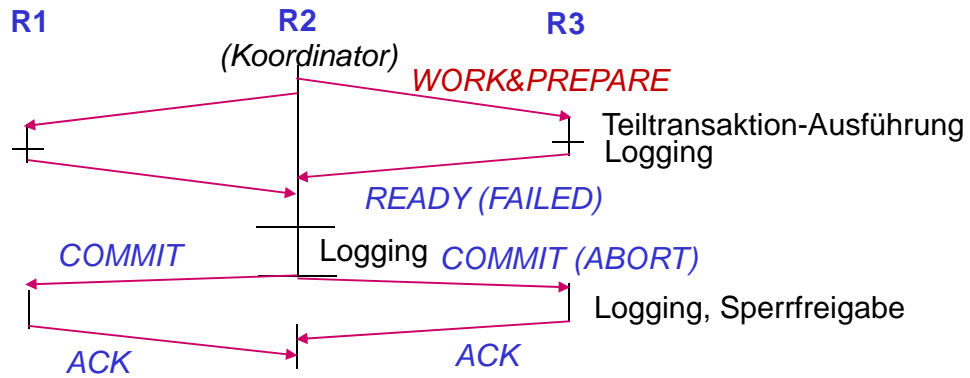 R1 R2 R3
(Koordinator)
WORK&PREPARE
Teiltransaktion-Ausführung
Logging
READY (FAILED)
COMMIT
Logging
COMMIT (ABORT)
Logging, Sperrfreigabe
ACK
ACK